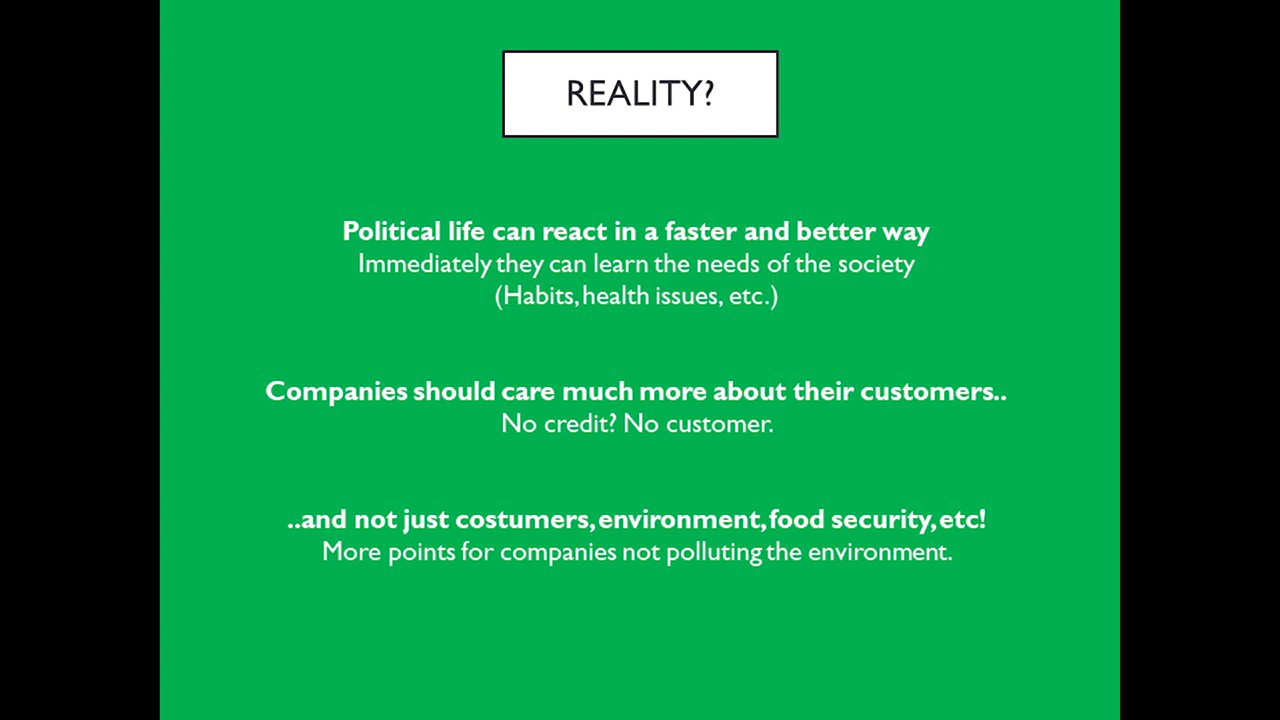 REALITY?
Political life can react in a faster and better way
Immediately they can learn the needs of the society
(Habits, health issues, etc.)
Companies should care much more about their customers..
No credit? No customer.
..and not just costumers, environment, food security, etc!
More points for companies not polluting the environment.